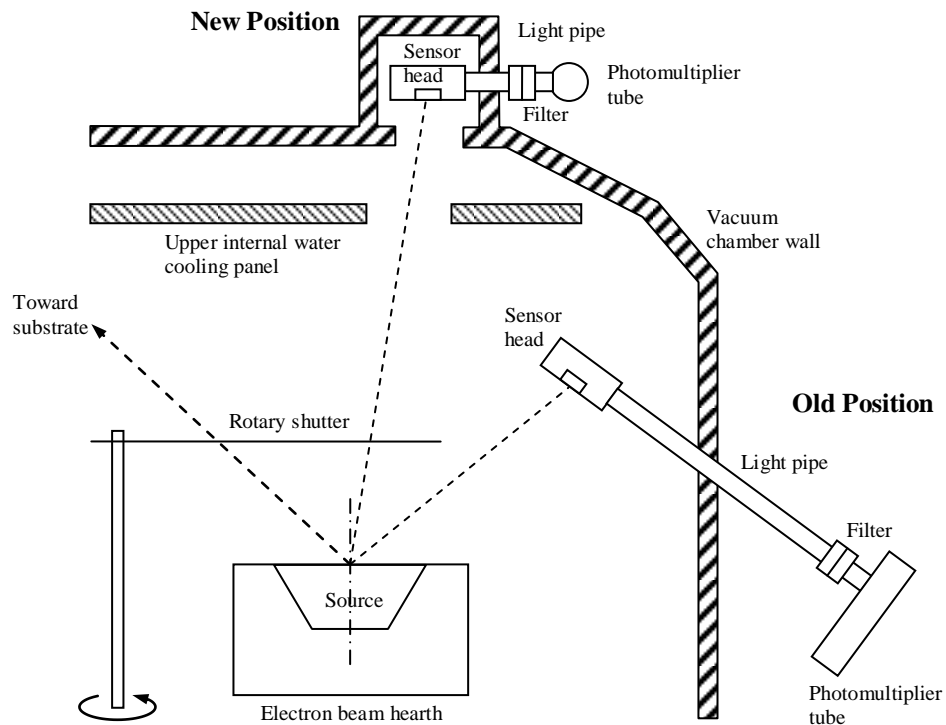 New Position
Light pipe
Sensor
head
Photomultiplier
tube
Filter
Upper internal water
cooling panel
Vacuum
chamber wall
Toward
substrate
Sensor
head
Old Position
Rotary shutter
Light pipe
Filter
Source
Electron beam hearth
Photomultiplier
tube